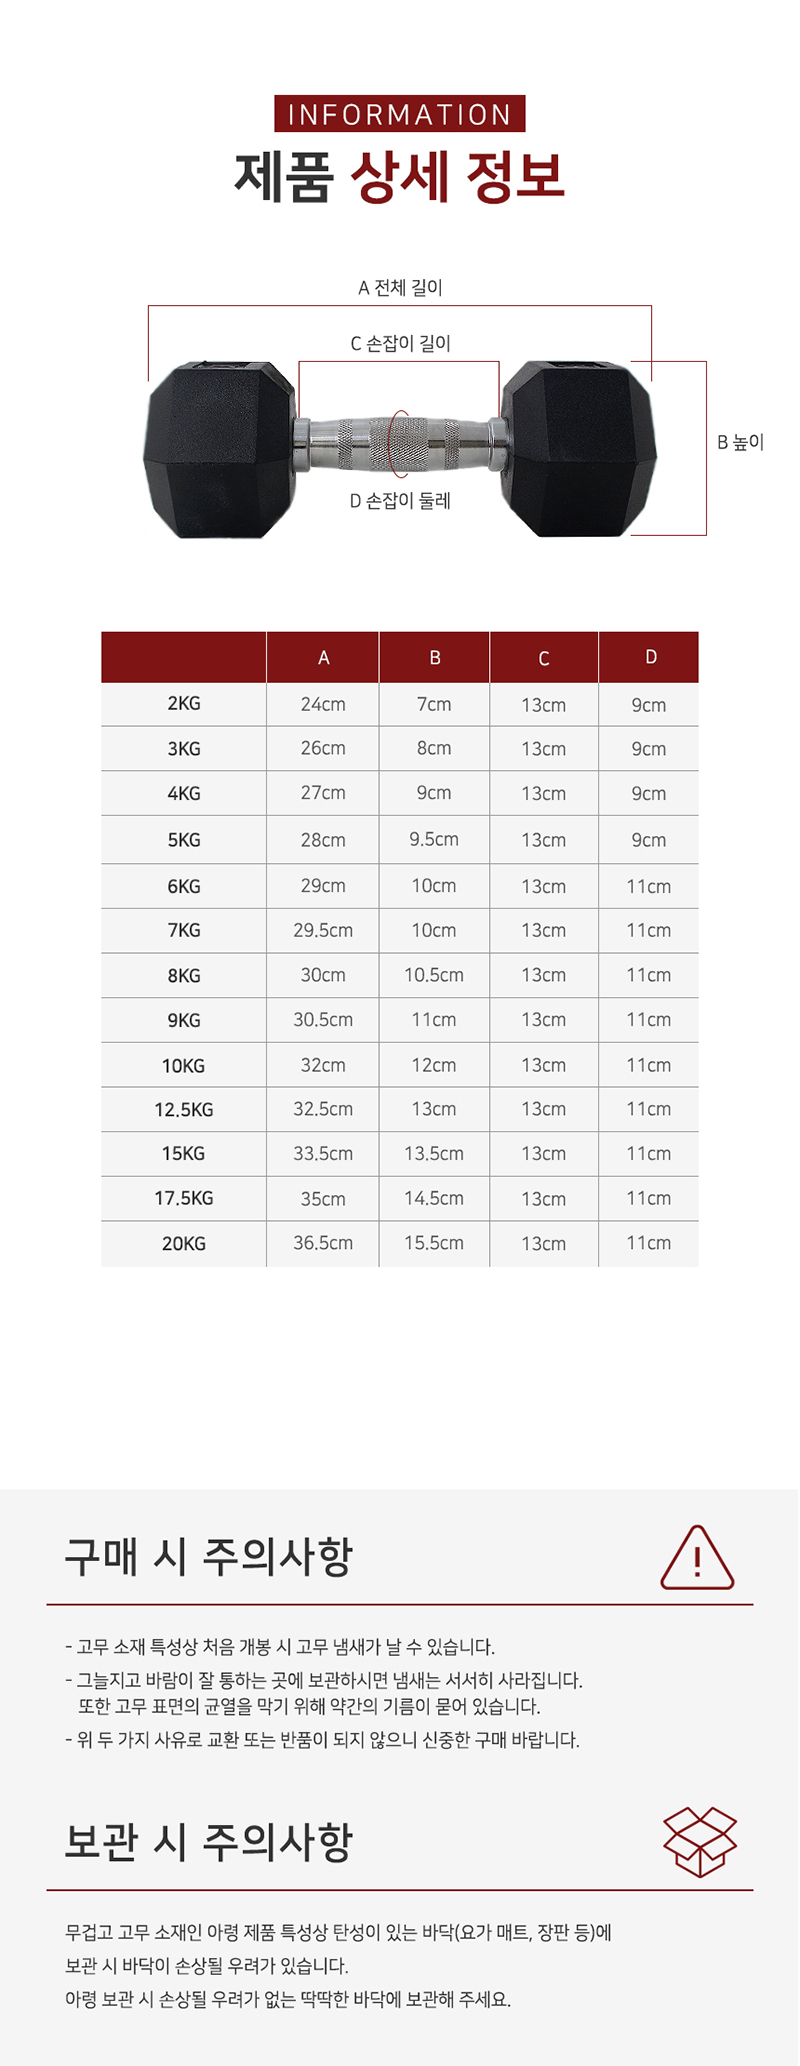 INFORMATION
제품 상세 정보
A 전체 길이
C 손잡이 길이
B 높이
D 손잡이 둘레
A B C D
2KG 24cm 7cm 13cm 9cm
3KG 26cm 8cm 13cm 9cm
4KG 27cm 9cm 13cm 9cm
5KG 28cm 9.5cm 13cm 9cm
6KG 29cm 10cm 13cm 11cm
7KG 29.5cm 10cm 13cm 11cm
8KG 30cm 10.5cm 13cm 11cm
9KG 30.5cm 11cm 13cm 11cm
10KG 32cm 12cm 13cm 11cm
12.5KG 32.5cm 13cm 13cm 11cm
15KG 33.5cm 13.5cm 13cm 11cm
17.5KG 35cm 14.5cm 13cm 11cm
20KG 36.5cm 15.5cm 13cm 11cm
구매 시 주의사항
- 고무 소재 특성상 처음 개봉 시 고무 냄새가 날 수 있습니다.
- 그늘지고 바람이 잘 통하는 곳에 보관하시면 냄새는 서서히 사라집니다.
또한 고무 표면의 균열을 막기 위해 약간의 기름이 묻어 있습니다.
- 위 두 가지 사유로 교환 또는 반품이 되지 않으니 신중한 구매 바랍니다.
보관 시 주의사항
무겁고 고무 소재인 아령 제품 특성상 탄성이 있는 바닥(요가 매트, 장판 등)에
보관 시 바닥이 손상될 우려가 있습니다.
아령 보관 시 손상될 우려가 없는 딱딱한 바닥에 보관해 주세요.